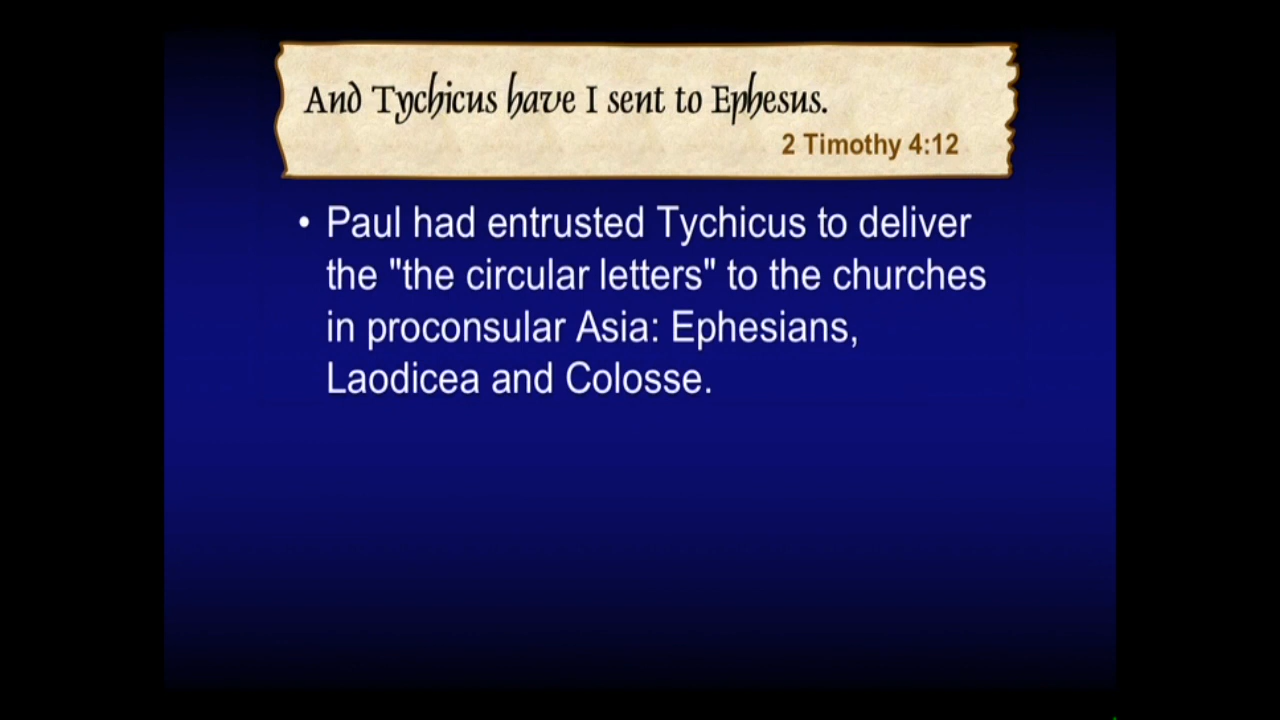 And Tychicus have I sent to Ephesus.
2 Timothy 4:12
• Paul had entrusted Tychicus to deliver
the "the circular letters" to the churches
in proconsular Asia: Ephesians,
Laodicea and Colosse.